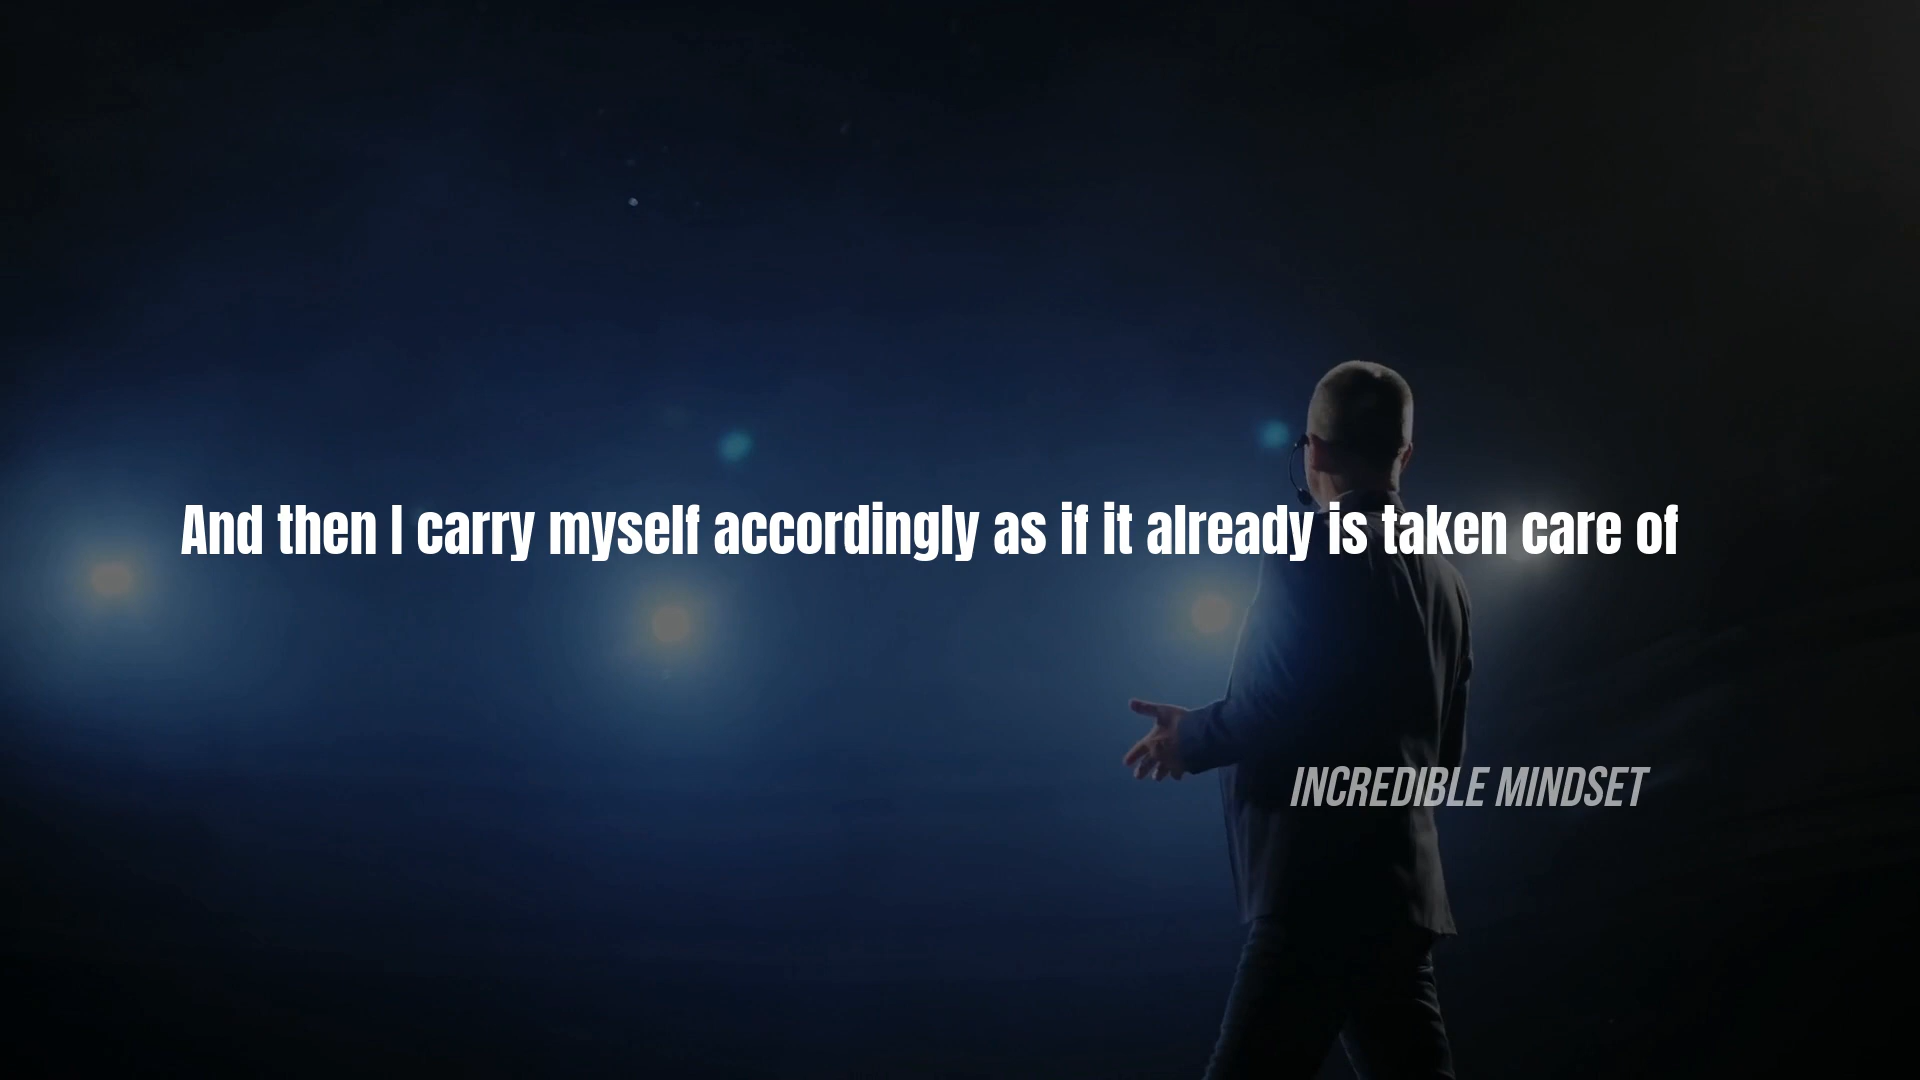 And then I carry myself accordingly as if it already is taken care of
INCREDIBLE MINDSET